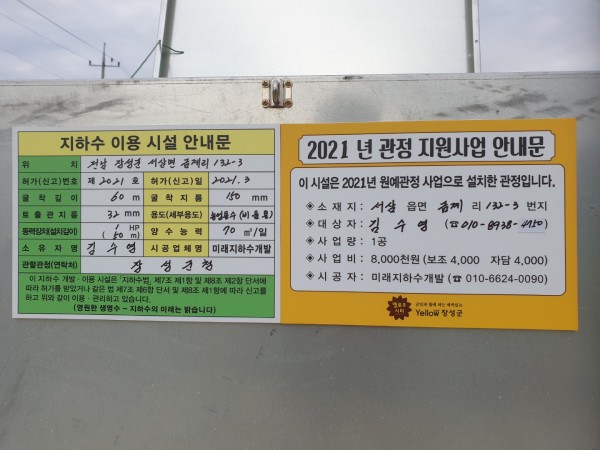 지하수 이용 시설 안내문
위 치 전남 장성군 서삼면 금계리 132-3
허가(신고)번호 제 2021호 허가(신고)일 2021. 3
굴착깊이 60 m 굴착지름 150 mm
토출관지름 32 mm 용도(세부용도)
동력장치(설치깊이) 1 HP (50 m) 양수능력 70 ㎥/일
소유자명 김수영 시공업체명 미래지하수개발
관할관청(연락처) 장성군청
이 지하수 개발·이용 시설은 「지하수법」 제7조 제1항 및 제8조 제2항 단서에
따라 허가를 받았거나 같은 법 제7조 제6항 단서 및 제8조 제1항에 따라 신고를
하고 위와 같이 이용·관리하고 있습니다.
(영원한 생명수 - 지하수의 미래는 밝습니다)
2021 년 관정 지원사업 안내문
이 시설은 2021년 원예관정 사업으로 설치한 관정입니다.
◈ 소재지 : 서삼 읍면 금계 리 132-3 번지
◈ 대상자 : 김수영 (☎ 010-8938-4150)
◈ 사업량 : 1공
◈ 사업비 : 8,000천원 (보조 4,000 자담 4,000)
◈ 시공자 : 미래지하수개발 (☎ 010-6624-0090)
옐로우
시티
Yellow 장성군